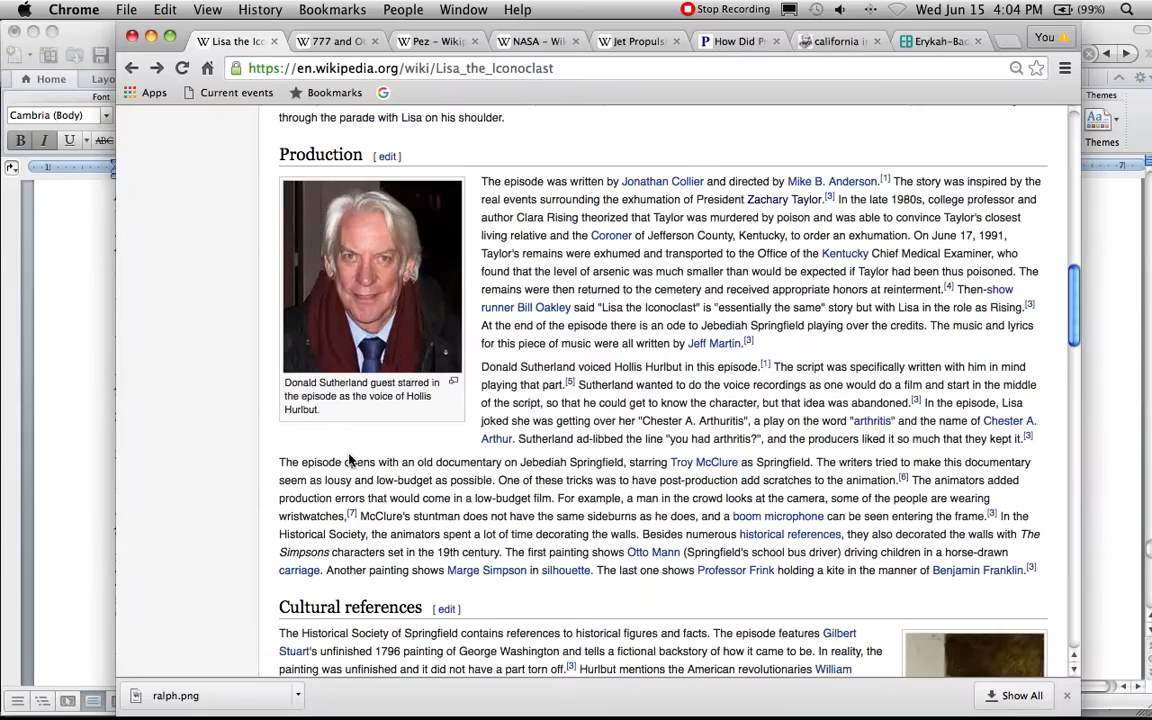 Chrome File Edit View History Bookmarks People Window Help Stop Recording (99%) Wed Jun 15 4:04 PM
Lisa the Ico 777 and O Pez - Wikip NASA - Wik Jet Propuls How Did P california in Erykah-Bad You
https://en.wikipedia.org/wiki/Lisa_the_Iconoclast
Apps Current events Bookmarks
Home Layo
Font
Cambria (Body)
B I U ABC
Themes
Aa
Themes
through the parade with Lisa on his shoulder.
Production [ edit ]
The episode was written by Jonathan Collier and directed by Mike B. Anderson.[1] The story was inspired by the
real events surrounding the exhumation of President Zachary Taylor.[3] In the late 1980s, college professor and
author Clara Rising theorized that Taylor was murdered by poison and was able to convince Taylor's closest
living relative and the Coroner of Jefferson County, Kentucky, to order an exhumation. On June 17, 1991,
Taylor's remains were exhumed and transported to the Office of the Kentucky Chief Medical Examiner, who
found that the level of arsenic was much smaller than would be expected if Taylor had been thus poisoned. The
remains were then returned to the cemetery and received appropriate honors at reinterment.[4] Then-show
runner Bill Oakley said "Lisa the Iconoclast" is "essentially the same" story but with Lisa in the role as Rising.[3]
At the end of the episode there is an ode to Jebediah Springfield playing over the credits. The music and lyrics
for this piece of music were all written by Jeff Martin.[3]
Donald Sutherland guest starred in
the episode as the voice of Hollis
Hurlbut.
Donald Sutherland voiced Hollis Hurlbut in this episode.[1] The script was specifically written with him in mind
playing that part.[5] Sutherland wanted to do the voice recordings as one would do a film and start in the middle
of the script, so that he could get to know the character, but that idea was abandoned.[3] In the episode, Lisa
joked she was getting over her "Chester A. Arthuritis", a play on the word "arthritis" and the name of Chester A.
Arthur. Sutherland ad-libbed the line "you had arthritis?", and the producers liked it so much that they kept it.[3]
The episode opens with an old documentary on Jebediah Springfield, starring Troy McClure as Springfield. The writers tried to make this documentary
seem as lousy and low-budget as possible. One of these tricks was to have post-production add scratches to the animation.[6] The animators added
production errors that would come in a low-budget film. For example, a man in the crowd looks at the camera, some of the people are wearing
wristwatches,[7] McClure's stuntman does not have the same sideburns as he does, and a boom microphone can be seen entering the frame.[3] In the
Historical Society, the animators spent a lot of time decorating the walls. Besides numerous historical references, they also decorated the walls with The
Simpsons characters set in the 19th century. The first painting shows Otto Mann (Springfield's school bus driver) driving children in a horse-drawn
carriage. Another painting shows Marge Simpson in silhouette. The last one shows Professor Frink holding a kite in the manner of Benjamin Franklin.[3]
Cultural references [ edit ]
The Historical Society of Springfield contains references to historical figures and facts. The episode features Gilbert
Stuart's unfinished 1796 painting of George Washington and tells a fictional backstory of how it came to be. In reality, the
painting was unfinished and it did not have a part torn off.[3] Hurlbut mentions the American revolutionaries William
ralph.png Show All